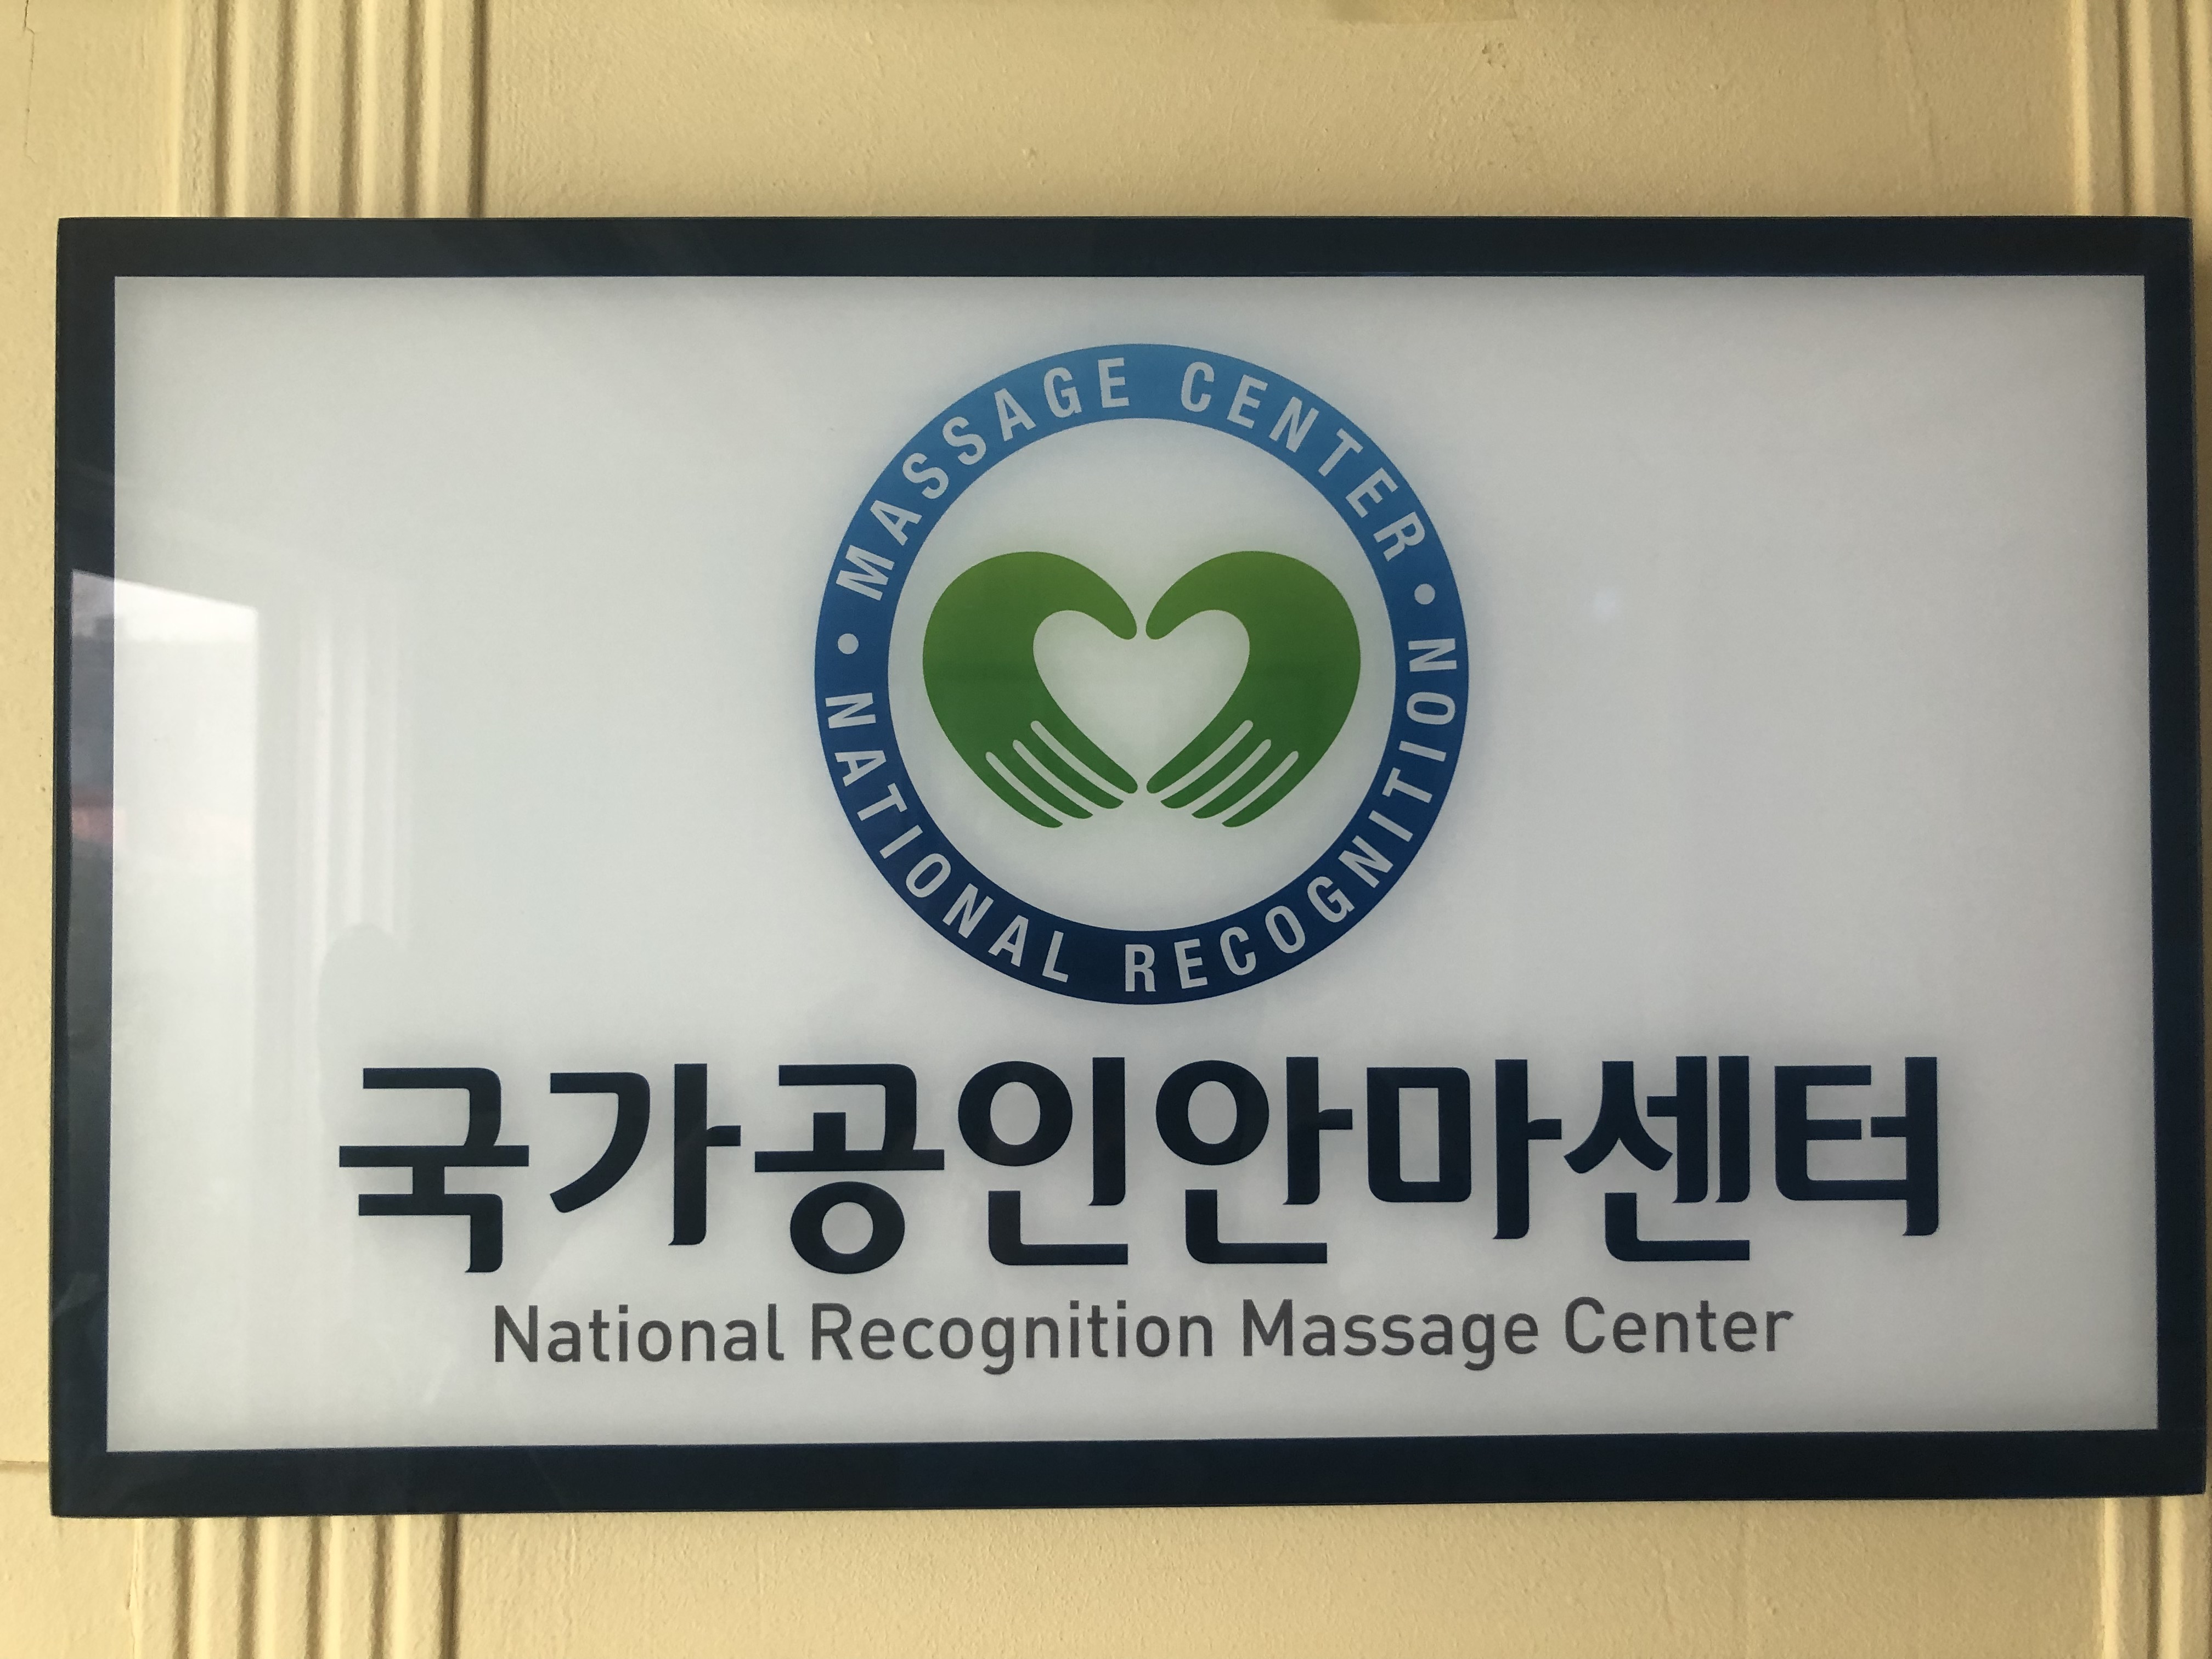 MASSAGE CENTER
• NATIONAL RECOGNITION •
국가공인안마센터
National Recognition Massage Center